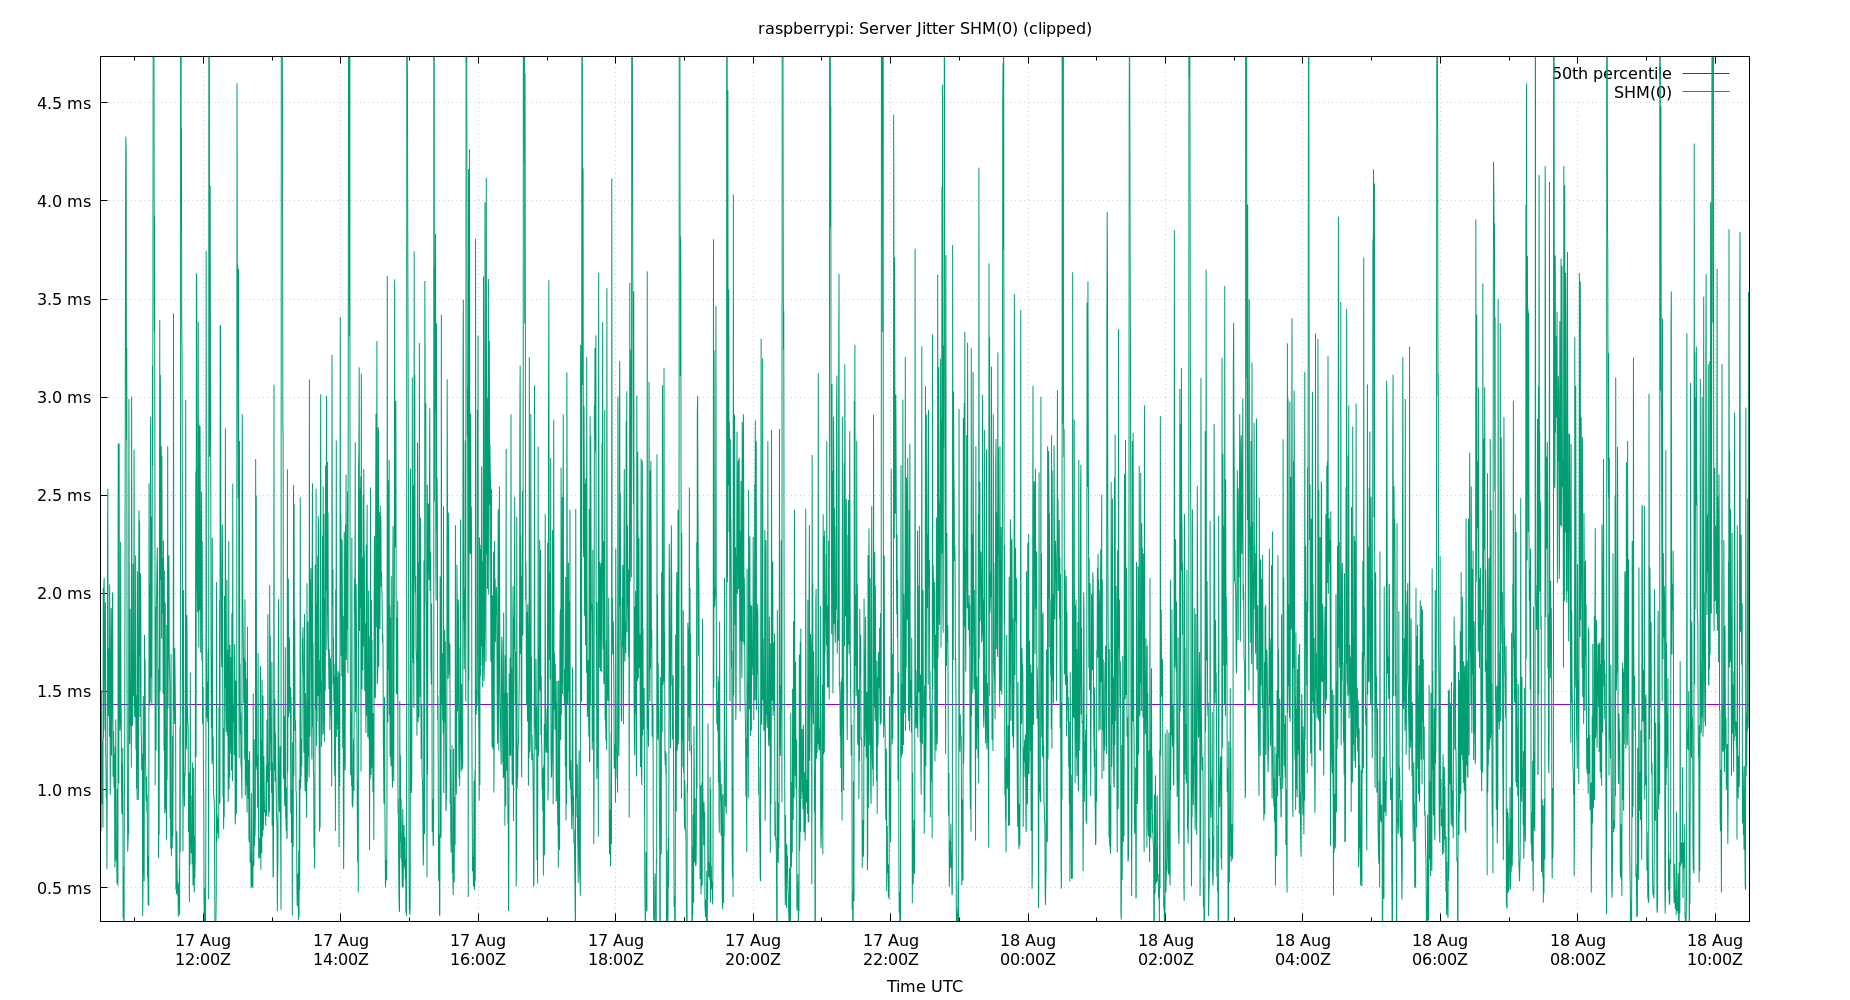 raspberrypi: Server Jitter SHM(0) (clipped)
50th percentile
SHM(0)
4.5 ms
4.0 ms
3.5 ms
3.0 ms
2.5 ms
2.0 ms
1.5 ms
1.0 ms
0.5 ms
17 Aug 17 Aug 17 Aug 17 Aug 17 Aug 17 Aug 18 Aug 18 Aug 18 Aug 18 Aug 18 Aug 18 Aug
12:00Z 14:00Z 16:00Z 18:00Z 20:00Z 22:00Z 00:00Z 02:00Z 04:00Z 06:00Z 08:00Z 10:00Z
Time UTC